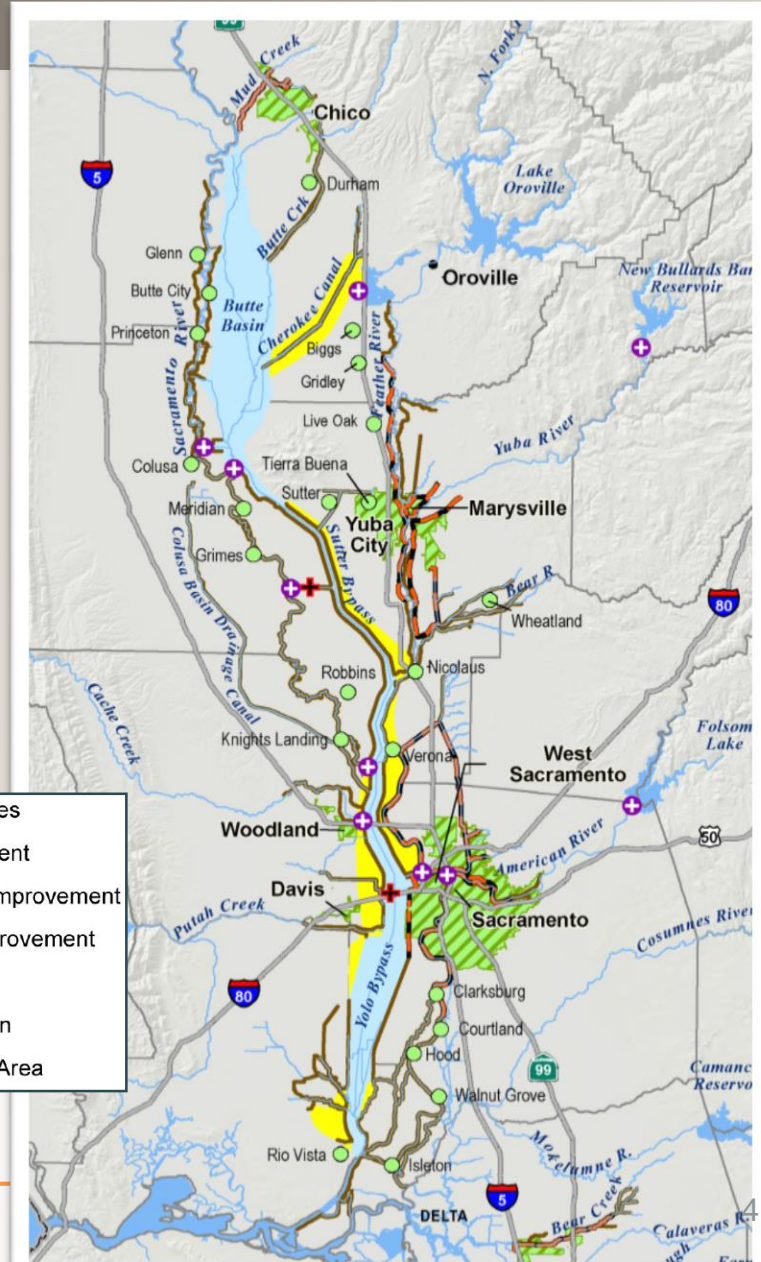 Mud Creek
N. Fork
Chico
5
Lake
Oroville
Durham
Butte Crk
Glenn
Oroville
New Bullards Bar
Reservoir
Butte City
Butte
Basin
Cherokee Canal
Princeton
Biggs
Feather River
Gridley
Sacramento River
Live Oak
Yuba River
Colusa
Tierra Buena
Sutter
Marysville
Meridian
Yuba
City
Grimes
Sutter Bypass
Colusa Basin Drainage Canal
Bear R
80
Wheatland
Robbins
Nicolaus
Cache Creek
Folsom
Lake
Knights Landing
Verona
West
Sacramento
es
Woodland
50
ent
American River
mprovement
Davis
Putah Creek
Sacramento
rovement
Cosumnes River
Yolo Bypass
80
Clarksburg
n
Courtland
Area
Hood
99
Camanc
Reservo
Walnut Grove
Mokelumne R.
Rio Vista
Isleton
5
DELTA
Bear Creek
4
Calaveras R.
ugh